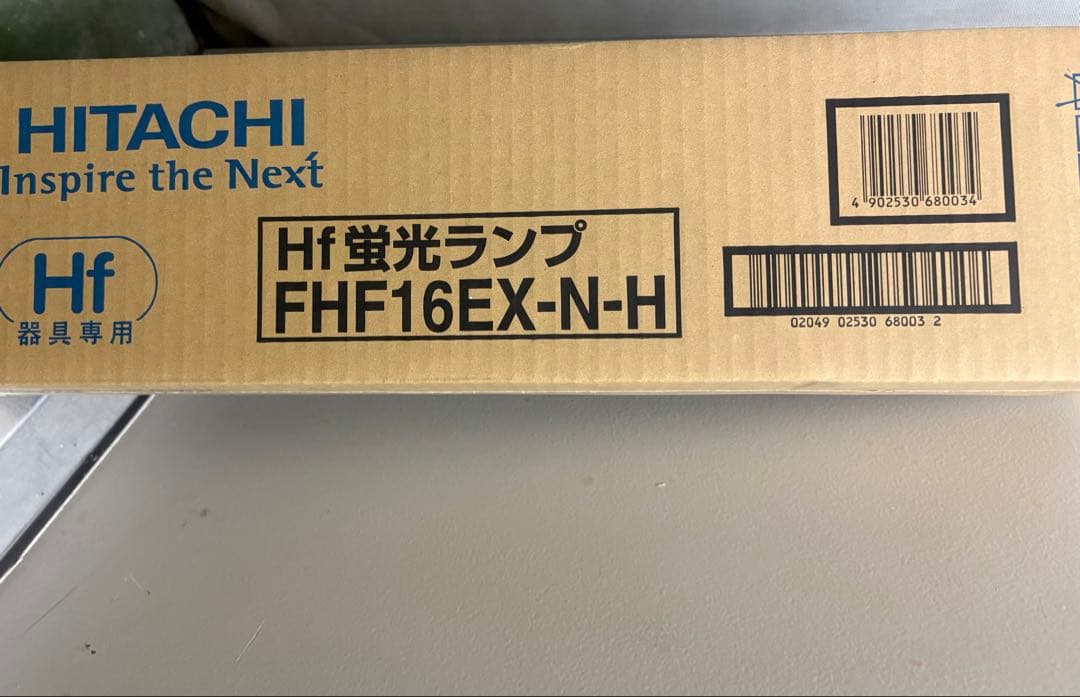 HITACHI
Inspire the Next
Hf
器具専用
Hf蛍光ランプ
FHF16EX-N-H
4 902530 680034
02049 02530 68003 2